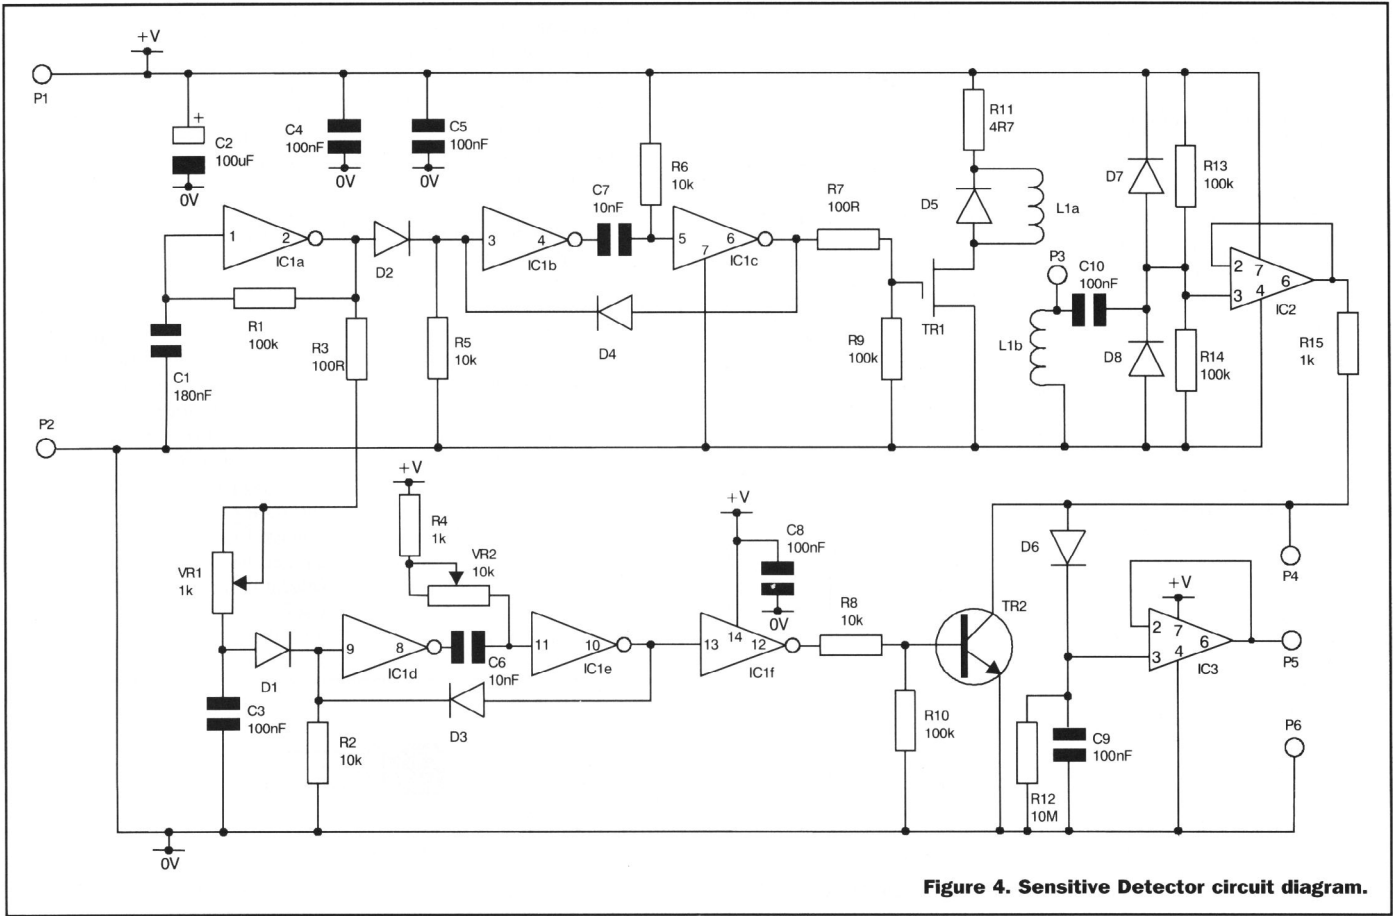 +V
P1
+
C2
100uF
0V
C4
100nF
0V
C5
100nF
0V
R6
10k
C7
10nF
R7
100R
R11
4R7
D5
L1a
D7
R13
100k
1
2
IC1a
D2
3
4
IC1b
5
7
6
IC1c
P3
C10
100nF
2
7
3
4
6
IC2
R1
100k
R3
100R
R5
10k
D4
R9
100k
TR1
L1b
D8
R14
100k
R15
1k
C1
180nF
P2
+V
R4
1k
VR2
10k
+V
C8
100nF
0V
D6
P4
VR1
1k
9
8
IC1d
C6
10nF
11
10
IC1e
13
14
12
IC1f
R8
10k
TR2
+V
2
7
3
4
6
IC3
P5
D1
C3
100nF
D3
R2
10k
R10
100k
C9
100nF
R12
10M
P6
0V
Figure 4. Sensitive Detector circuit diagram.